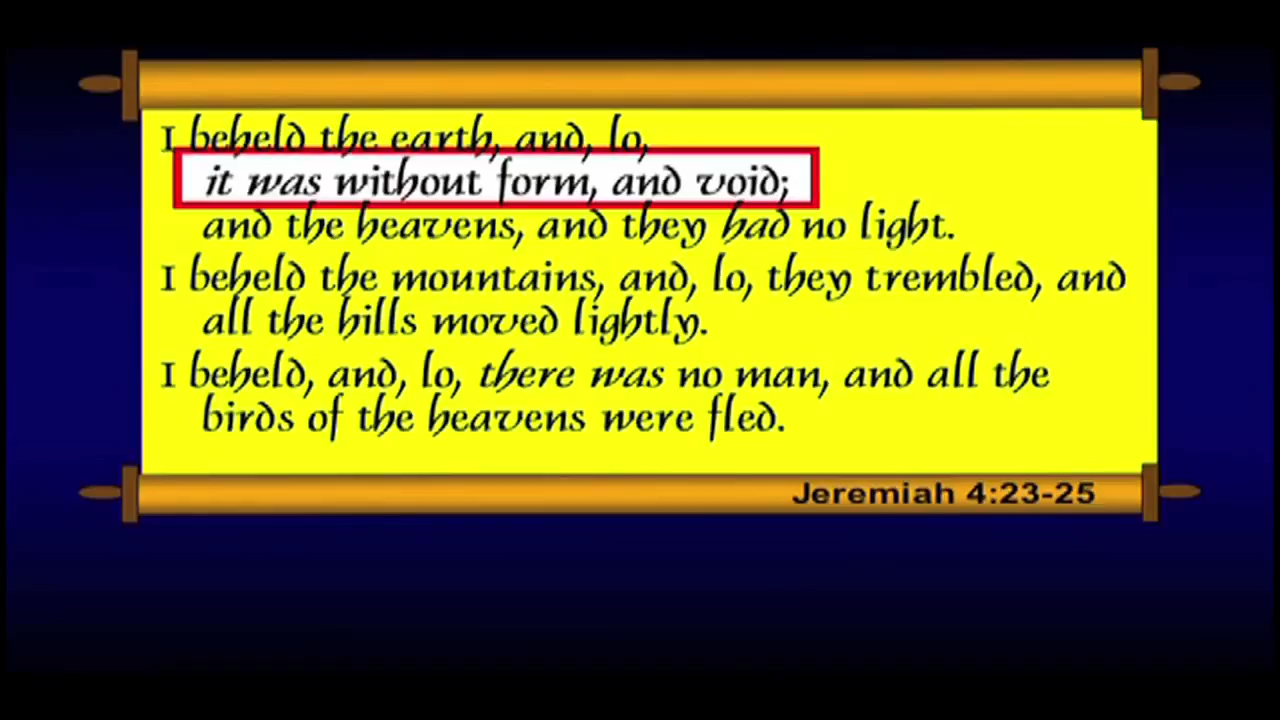 I beheld the earth, and, lo,
it was without form, and void;
and the heavens, and they had no light.
I beheld the mountains, and, lo, they trembled, and
all the hills moved lightly.
I beheld, and, lo, there was no man, and all the
birds of the heavens were fled.
Jeremiah 4:23-25